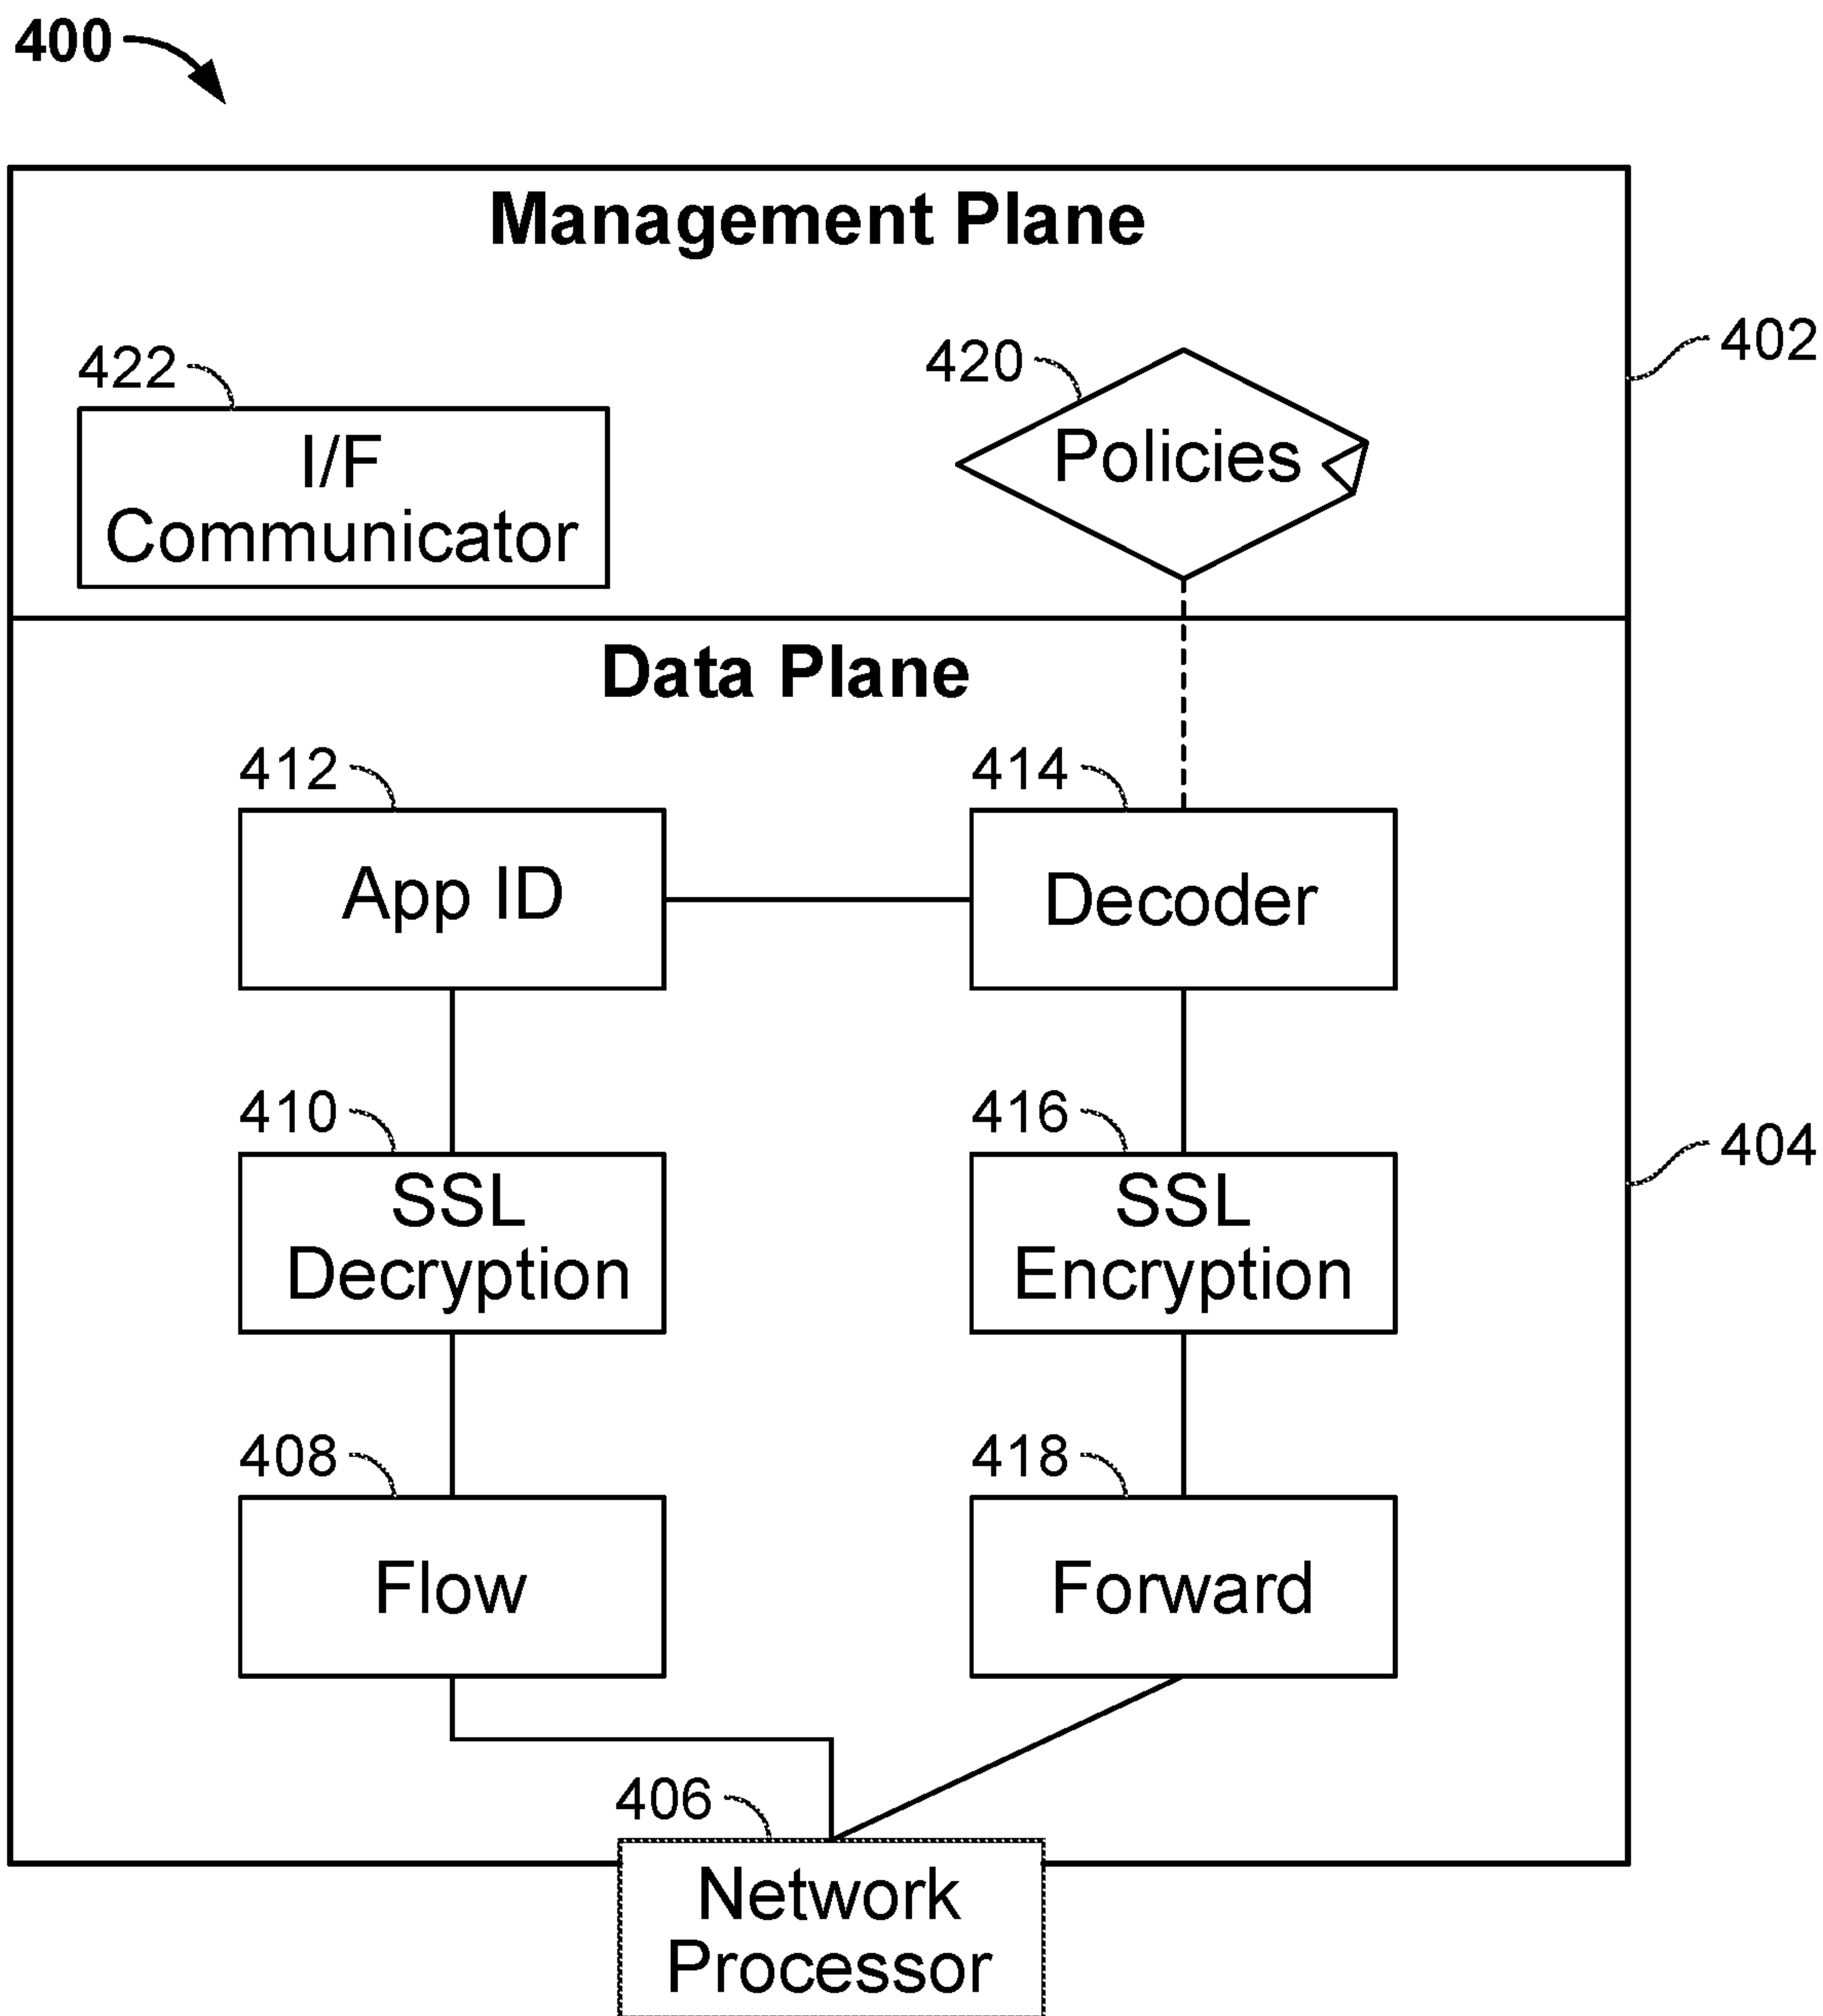 400
Management Plane
402
422
420
I/F
Communicator
Policies
Data Plane
412
414
App ID
Decoder
410
416
404
SSL
Decryption
SSL
Encryption
408
418
Flow
Forward
406
Network
Processor